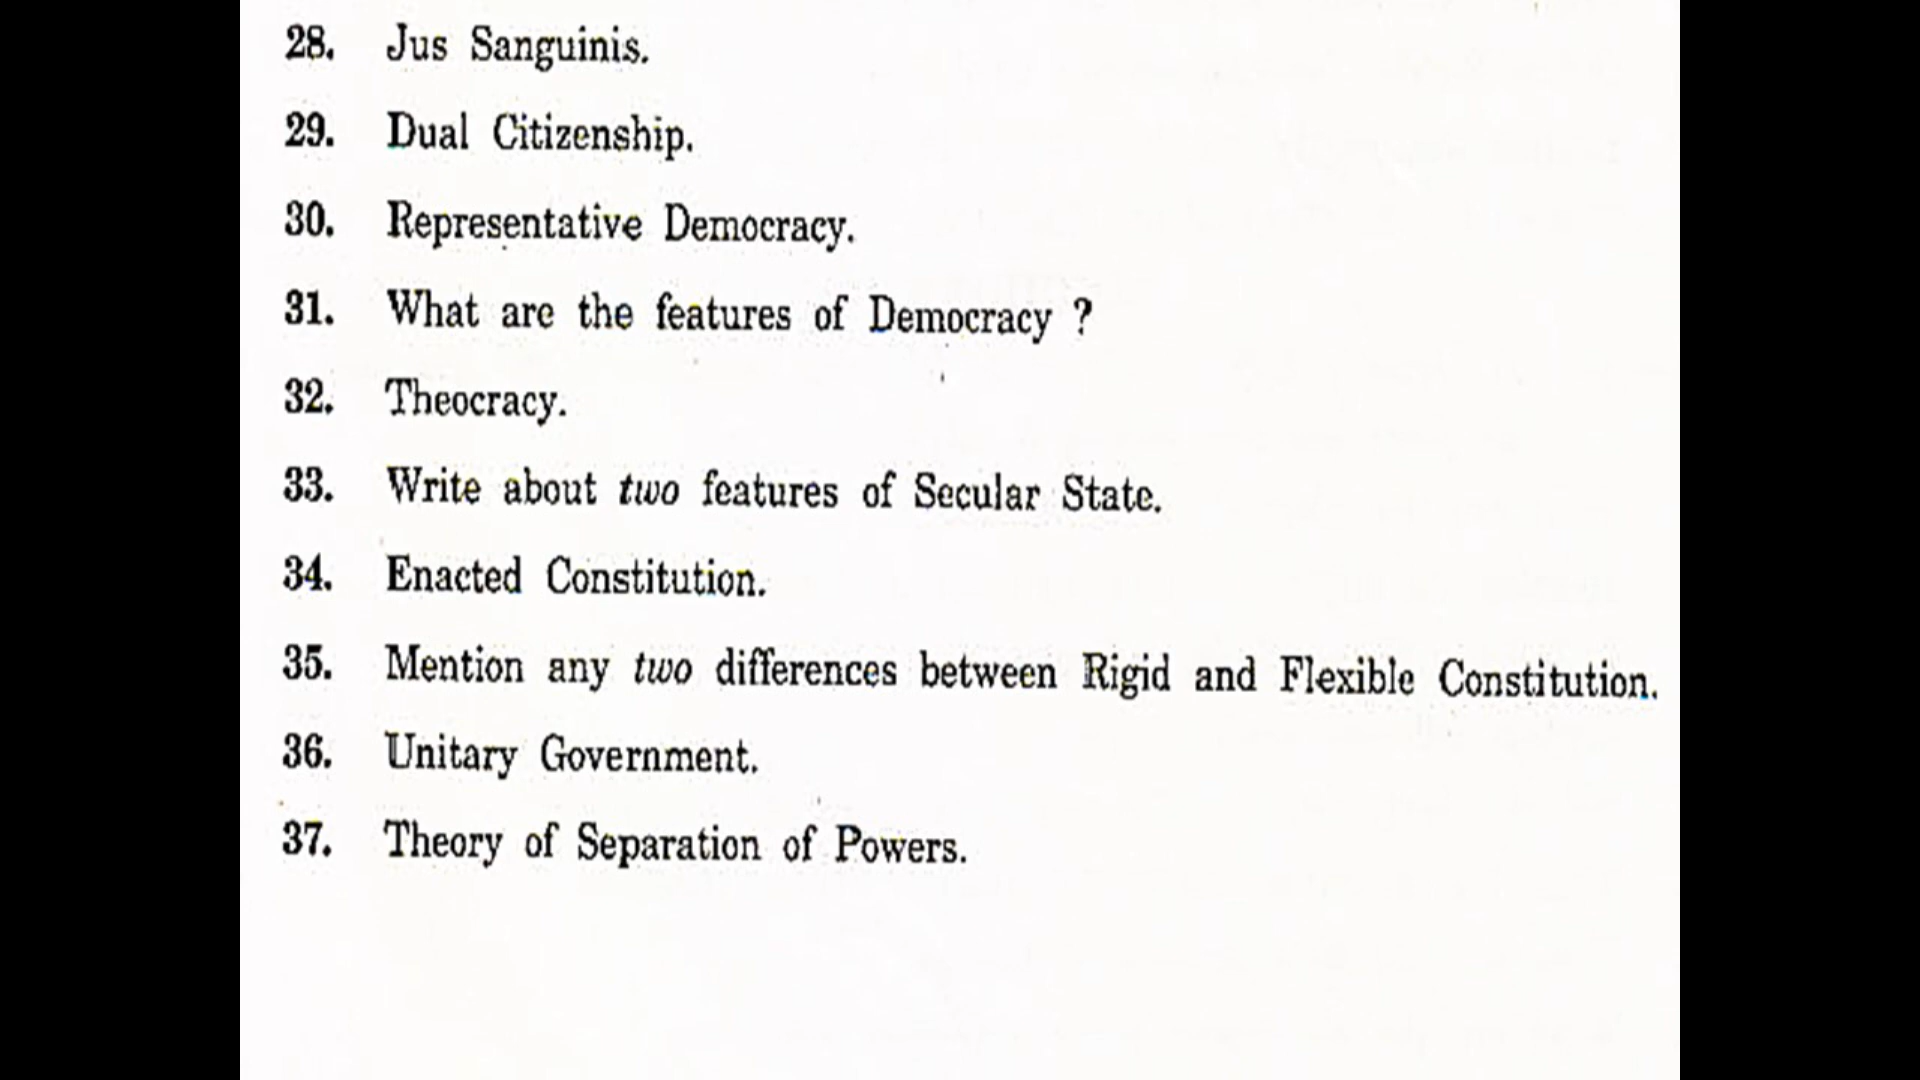 28. Jus Sanguinis.
29. Dual Citizenship.
30. Representative Democracy.
31. What are the features of Democracy ?
32. Theocracy.
33. Write about two features of Secular State.
34. Enacted Constitution.
35. Mention any two differences between Rigid and Flexible Constitution.
36. Unitary Government.
37. Theory of Separation of Powers.